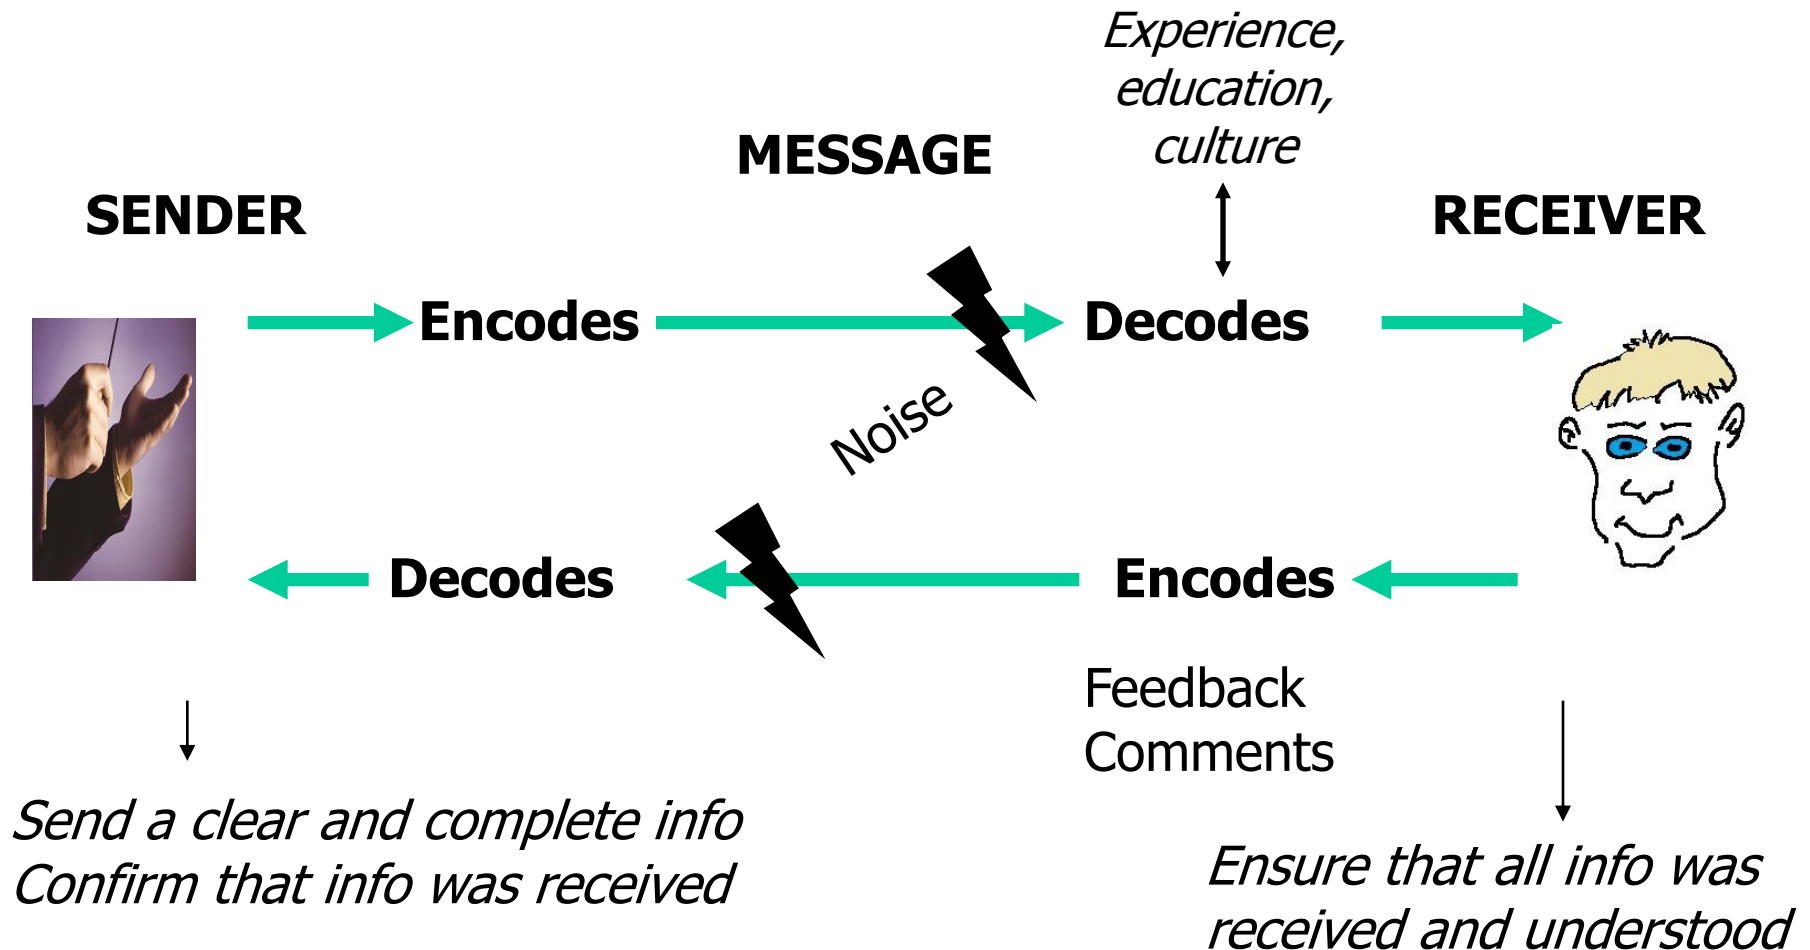 Experience,
education,
culture
MESSAGE
SENDER
RECEIVER
Encodes
Decodes
Noise
Decodes
Encodes
Feedback
Comments
Send a clear and complete info
Confirm that info was received
Ensure that all info was
received and understood